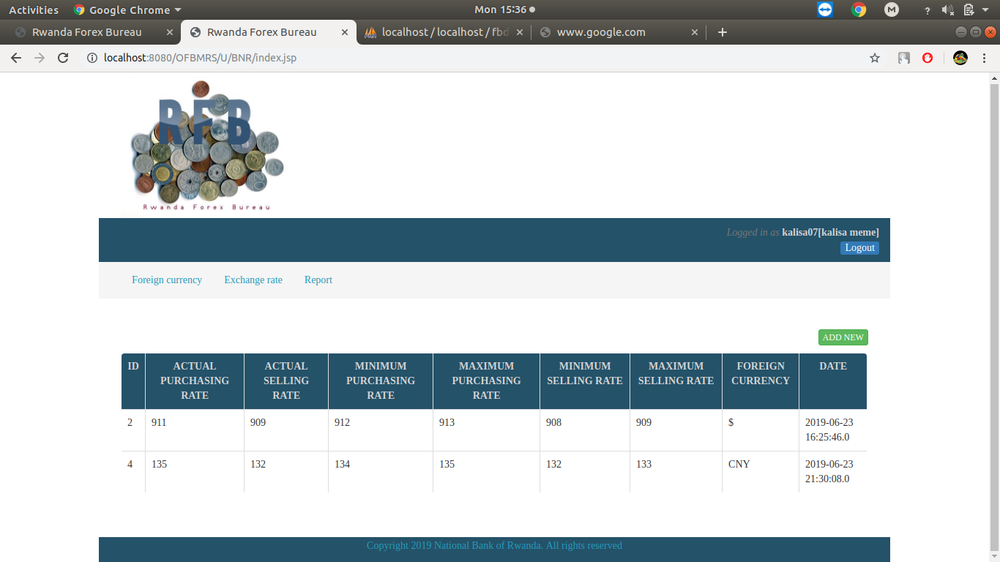 Activities Google Chrome Mon 15:36
Rwanda Forex Bureau Rwanda Forex Bureau localhost / localhost / fbd www.google.com
localhost:8080/OFBMRS/U/BNR/index.jsp
RFB
Rwanda Forex Bureau
Logged in as kalisa07[kalisa meme]
Logout
Foreign currency Exchange rate Report
ADD NEW
ID ACTUAL PURCHASING RATE ACTUAL SELLING RATE MINIMUM PURCHASING RATE MAXIMUM PURCHASING RATE MINIMUM SELLING RATE MAXIMUM SELLING RATE FOREIGN CURRENCY DATE
2 911 909 912 913 908 909 $ 2019-06-23 16:25:46.0
4 135 132 134 135 132 133 CNY 2019-06-23 21:30:08.0
Copyright 2019 National Bank of Rwanda. All rights reserved